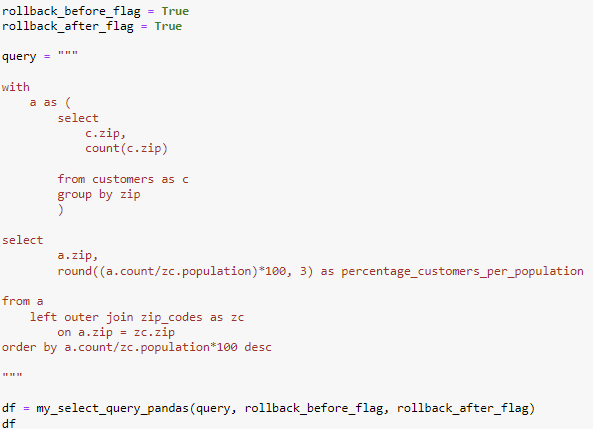 rollback_before_flag = True
rollback_after_flag = True
query = """
with
a as (
select
c.zip,
count(c.zip)
from customers as c
group by zip
)
select
a.zip,
round((a.count/zc.population)*100, 3) as percentage_customers_per_population
from a
left outer join zip_codes as zc
on a.zip = zc.zip
order by a.count/zc.population*100 desc
"""
df = my_select_query_pandas(query, rollback_before_flag, rollback_after_flag)
df